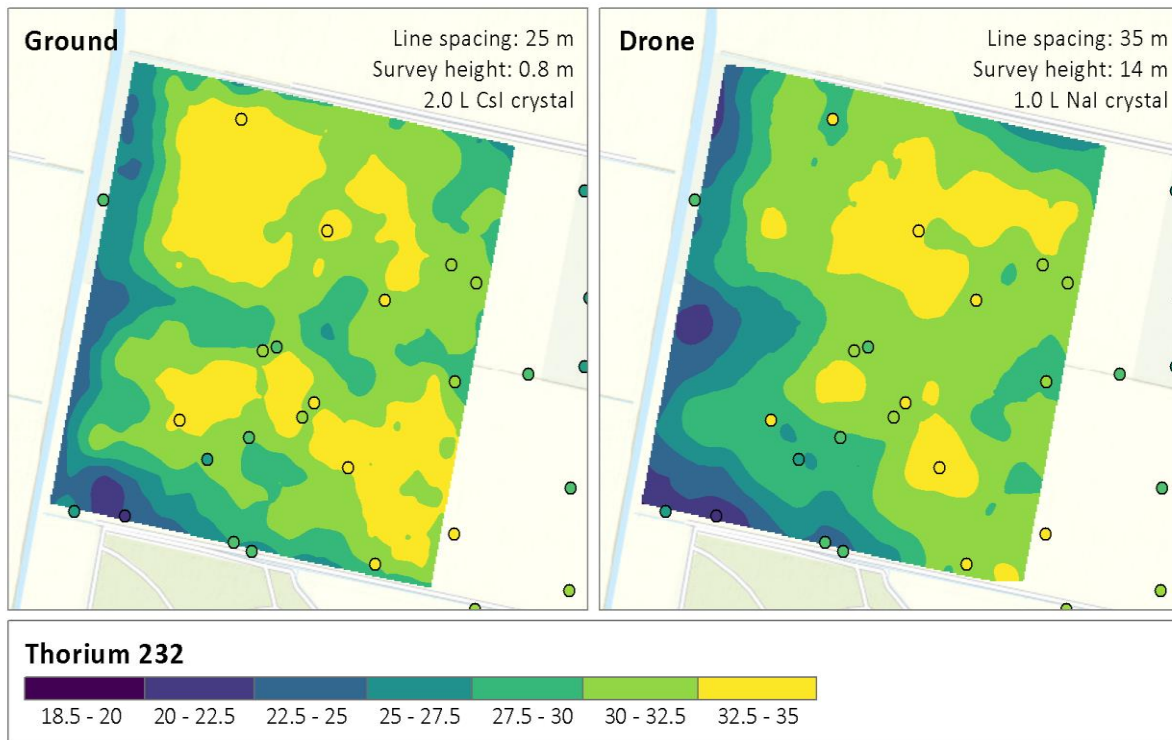 Ground
Line spacing: 25 m
Survey height: 0.8 m
2.0 L CsI crystal
Drone
Line spacing: 35 m
Survey height: 14 m
1.0 L NaI crystal
Thorium 232
18.5 - 20
20 - 22.5
22.5 - 25
25 - 27.5
27.5 - 30
30 - 32.5
32.5 - 35